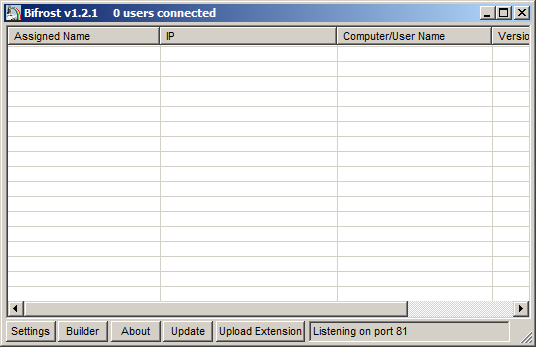 Bifrost v1.2.1 0 users connected
Assigned Name IP Computer/User Name Versio
Settings Builder About Update Upload Extension Listening on port 81